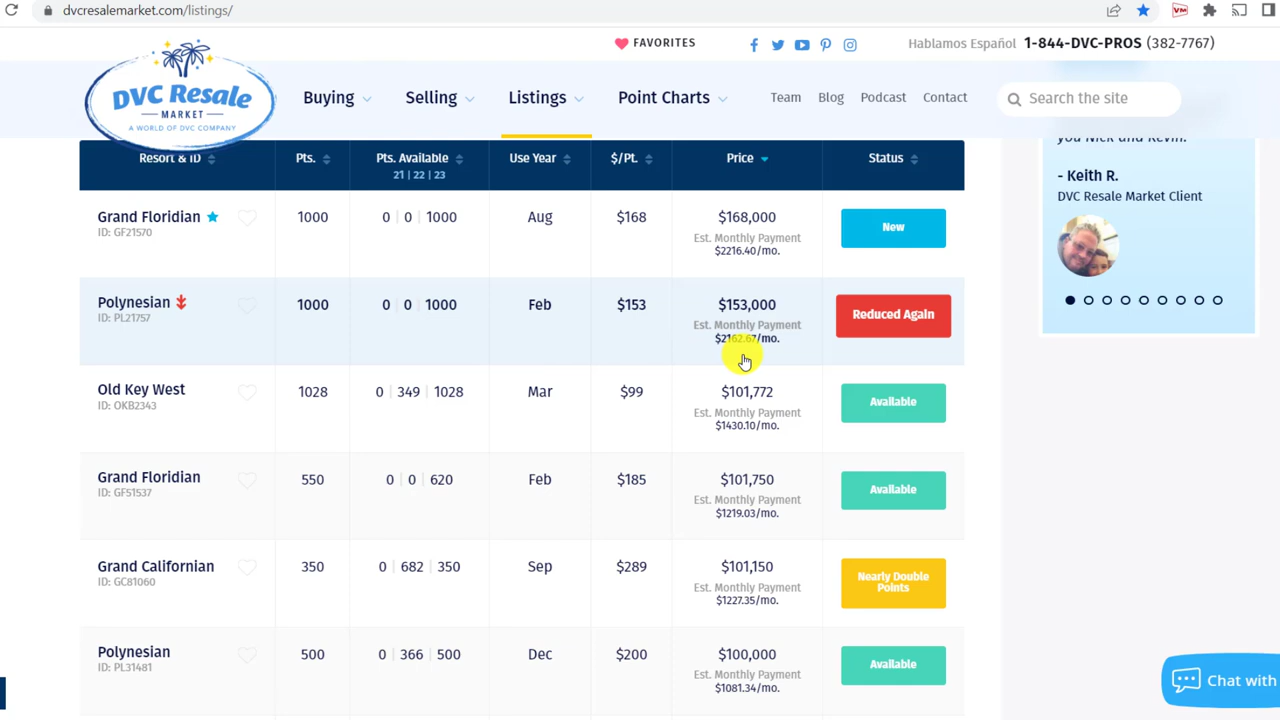 dvcresalemarket.com/listings/
FAVORITES
Hablamos Español 1-844-DVC-PROS (382-7767)
DVC Resale
MARKET
A WORLD OF DVC COMPANY
Buying
Selling
Listings
Point Charts
Team
Blog
Podcast
Contact
Search the site
you Nick and Kevin.
- Keith R.
DVC Resale Market Client
Resort & ID
Pts.
Pts. Available
21 | 22 | 23
Use Year
$/Pt.
Price
Status
Grand Floridian
ID: GF21570
1000
0 | 0 | 1000
Aug
$168
$168,000
Est. Monthly Payment
$2216.40/mo.
New
Polynesian
ID: PL21757
1000
0 | 0 | 1000
Feb
$153
$153,000
Est. Monthly Payment
$2162.67/mo.
Reduced Again
Old Key West
ID: OKB2343
1028
0 | 349 | 1028
Mar
$99
$101,772
Est. Monthly Payment
$1430.10/mo.
Available
Grand Floridian
ID: GF51537
550
0 | 0 | 620
Feb
$185
$101,750
Est. Monthly Payment
$1219.03/mo.
Available
Grand Californian
ID: GC81060
350
0 | 682 | 350
Sep
$289
$101,150
Est. Monthly Payment
$1227.35/mo.
Nearly Double
Points
Polynesian
ID: PL31481
500
0 | 366 | 500
Dec
$200
$100,000
Est. Monthly Payment
$1081.34/mo.
Available
Chat with